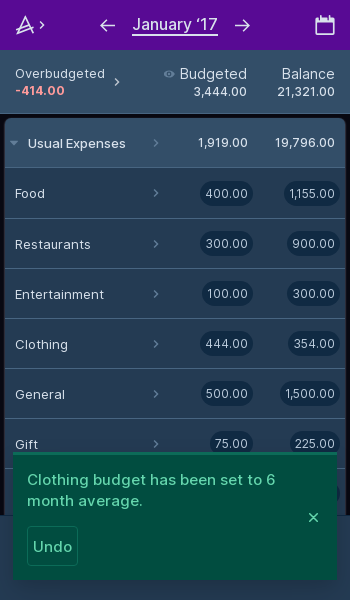 January ‘17
Overbudgeted Budgeted Balance
-414.00 3,444.00 21,321.00
Usual Expenses 1,919.00 19,796.00
Food 400.00 1,155.00
Restaurants 300.00 900.00
Entertainment 100.00 300.00
Clothing 444.00 354.00
General 500.00 1,500.00
Gift 75.00 225.00
Clothing budget has been set to 6
month average.
Undo